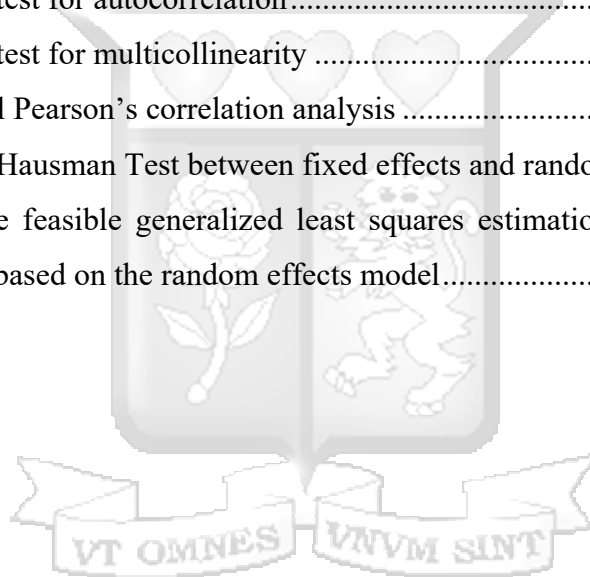 test for autocorrelation..............................
test for multicollinearity ...........................
l Pearson's correlation analysis .....................
Hausman Test between fixed effects and rando
e feasible generalized least squares estimatio
based on the random effects model.................
VT OMNES VNVM SINT